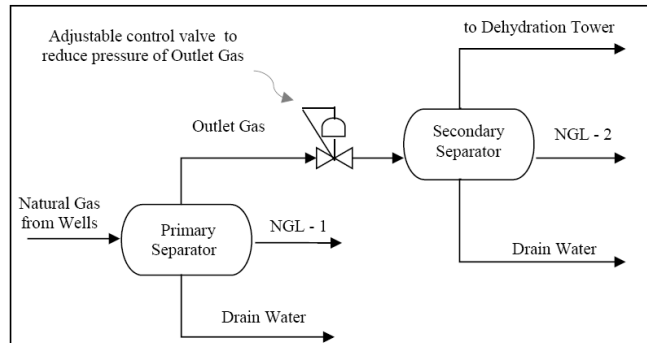 Adjustable control valve to
reduce pressure of Outlet Gas
to Dehydration Tower
Outlet Gas
Secondary
Separator
NGL - 2
Natural Gas
from Wells
Primary
Separator
NGL - 1
Drain Water
Drain Water